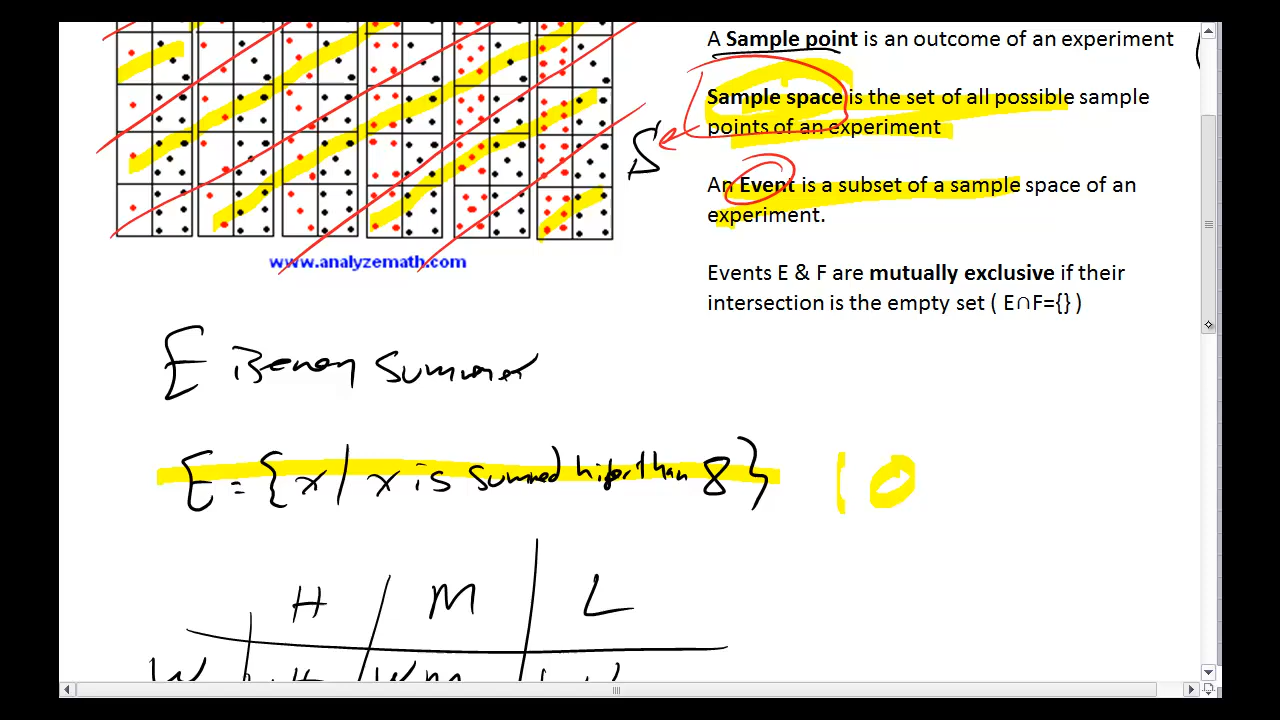 A Sample point is an outcome of an experiment
Sample space is the set of all possible sample
points of an experiment
S
An Event is a subset of a sample space of an
experiment.
www.analyzemath.com
Events E & F are mutually exclusive if their
intersection is the empty set ( E∩F={} )
E
E = {x | x is summed higher than 8}
10
H M L